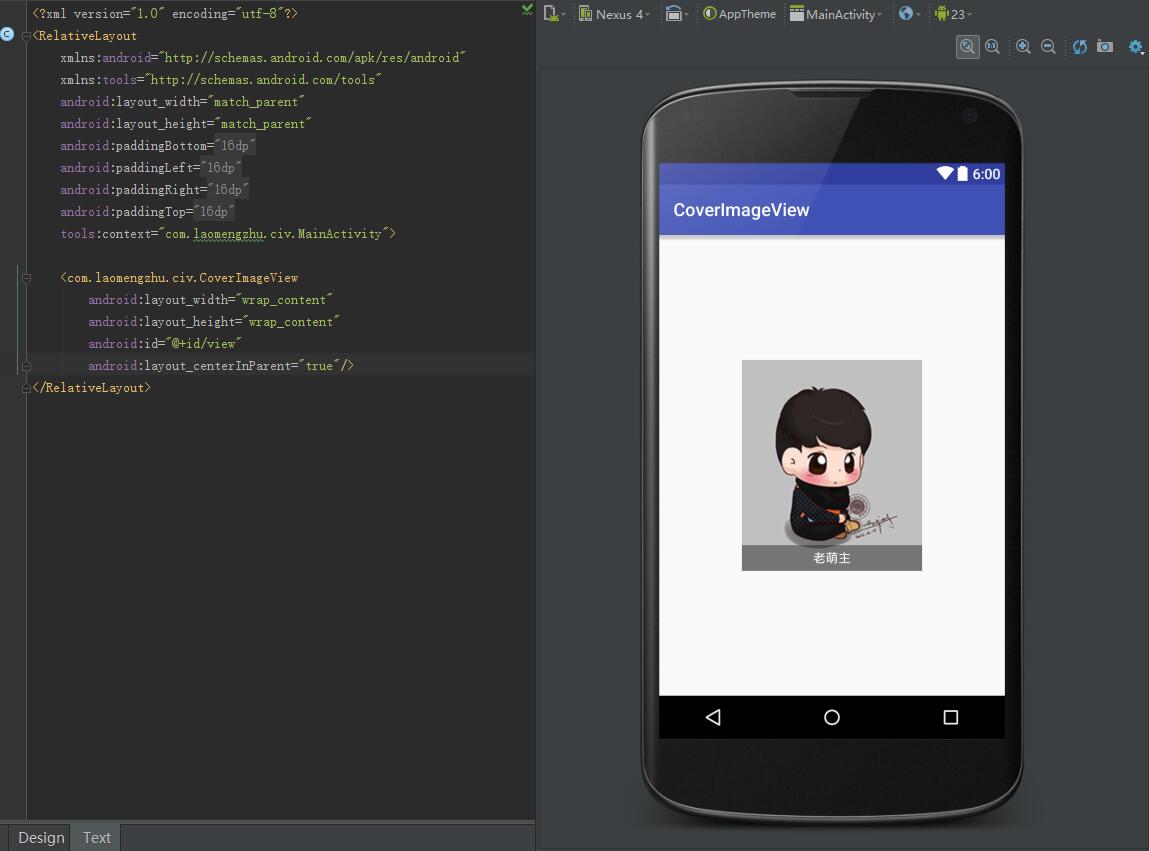 <?xml version="1.0" encoding="utf-8"?>
<RelativeLayout
xmlns:android="http://schemas.android.com/apk/res/android"
xmlns:tools="http://schemas.android.com/tools"
android:layout_width="match_parent"
android:layout_height="match_parent"
android:paddingBottom="16dp"
android:paddingLeft="16dp"
android:paddingRight="16dp"
android:paddingTop="16dp"
tools:context="com.laomengzhu.civ.MainActivity">
<com.laomengzhu.civ.CoverImageView
android:layout_width="wrap_content"
android:layout_height="wrap_content"
android:id="@+id/view"
android:layout_centerInParent="true"/>
</RelativeLayout>
Design Text
Nexus 4 AppTheme MainActivity 23
1:1
6:00
CoverImageView
老萌主